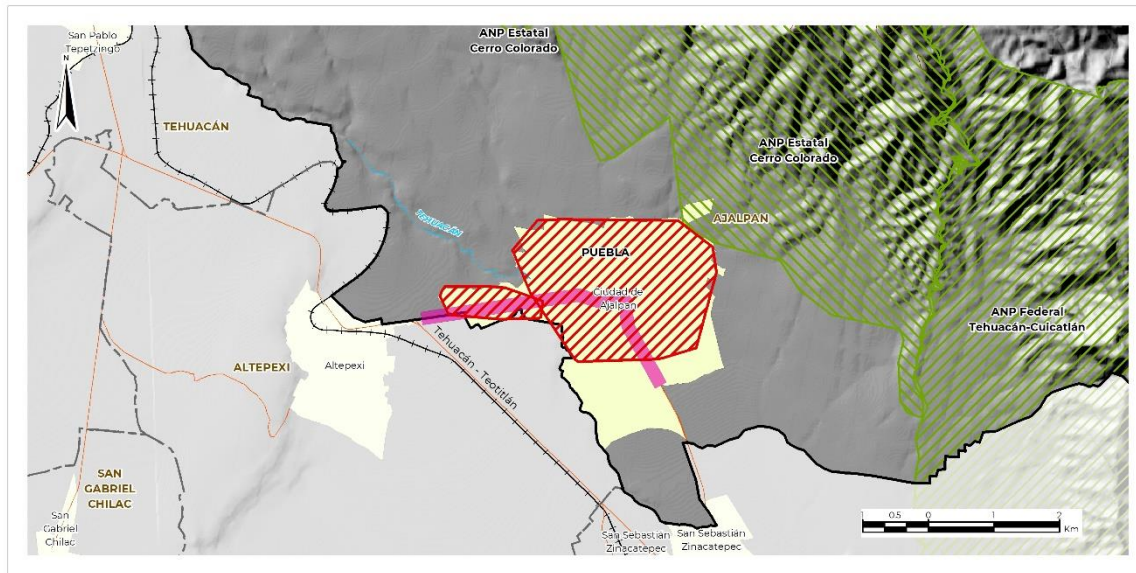 San Pablo
Tepetzingo
N
ANP Estatal
Cerro Colorado
TEHUACÁN
ANP Estatal
Cerro Colorado
TEHUACÁN
AJALPAN
PUEBLA
Ciudad de
Ajalpan
ANP Federal
Tehuacán-Cuicatlán
Tehuacán - Teotitlán
ALTEPEXI
Altepexi
SAN
GABRIEL
CHILAC
San
Gabriel
Chilac
San Sebastián
Zinacatepec
San Sebastián
Zinacatepec
1 0.5 0 1 2
Km